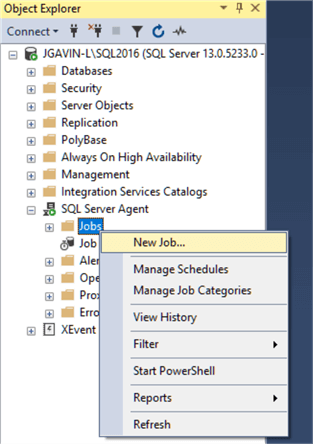 Object Explorer
Connect
JGAVIN-L\SQL2016 (SQL Server 13.0.5233.0 -
Databases
Security
Server Objects
Replication
PolyBase
Always On High Availability
Management
Integration Services Catalogs
SQL Server Agent
Jobs
New Job...
Job
Manage Schedules
Aler
Manage Job Categories
Ope
View History
Prox
Erro
Filter
XEvent
Start PowerShell
Reports
Refresh